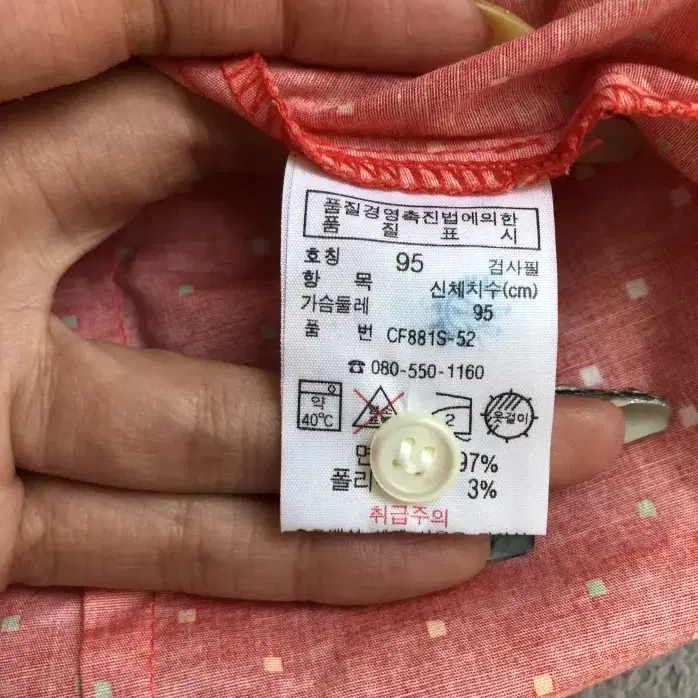 품질경영촉진법에의한
품 질 표 시
호칭 95 검사필
항 목 신체치수(cm)
가슴둘레 95
품 번 CF881S-52
☎ 080-550-1160
약 40℃ 2 옷걸이
97%
폴리 3%
취급주의